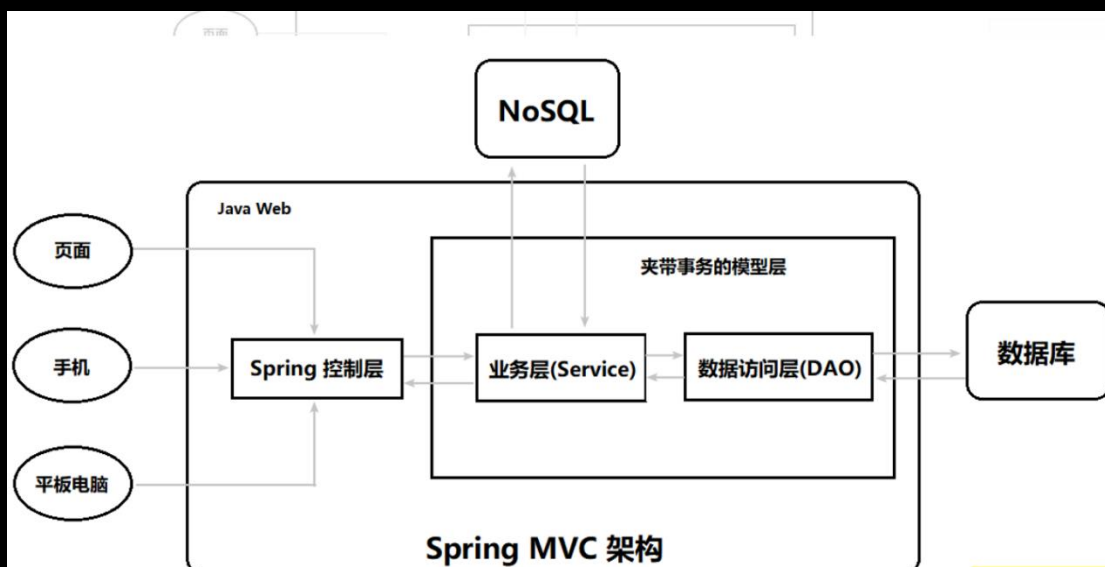 页面
NoSQL
Java Web
页面
夹带事务的模型层
手机
Spring 控制层
业务层(Service)
数据访问层(DAO)
数据库
平板电脑
Spring MVC 架构